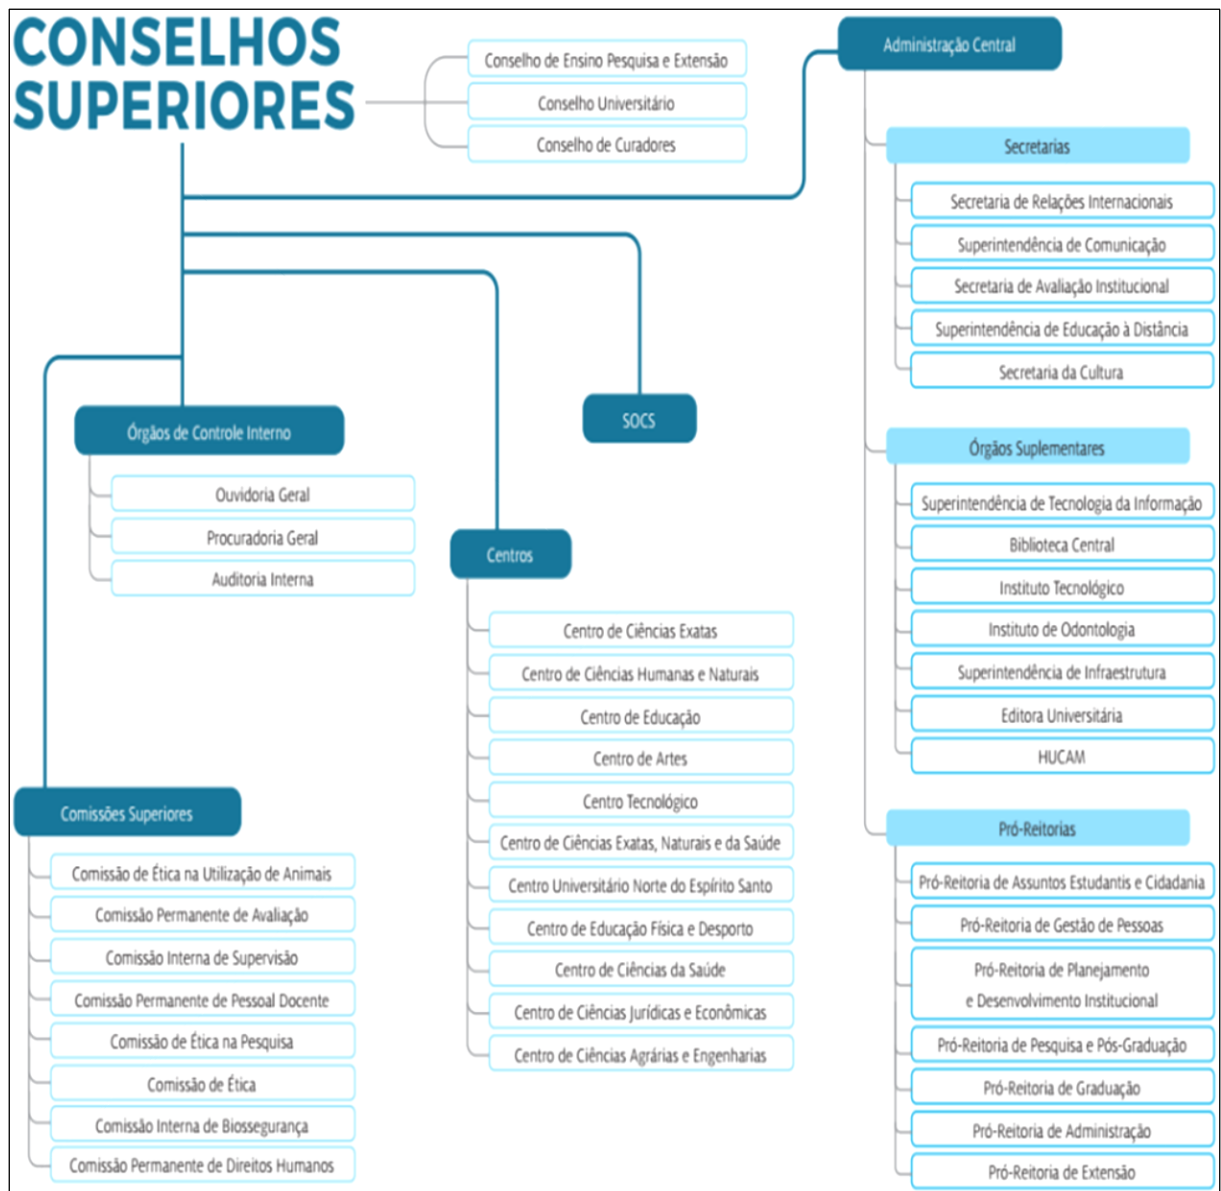 CONSELHOS
SUPERIORES
Conselho de Ensino Pesquisa e Extensão
Conselho Universitário
Conselho de Curadores
Administração Central
Secretarias
Secretaria de Relações Internacionais
Superintendência de Comunicação
Secretaria de Avaliação Institucional
Superintendência de Educação à Distância
Secretaria da Cultura
Órgãos Suplementares
Superintendência de Tecnologia da Informação
Biblioteca Central
Instituto Tecnológico
Instituto de Odontologia
Superintendência de Infraestrutura
Editora Universitária
HUCAM
Pró-Reitorias
Pró-Reitoria de Assuntos Estudantis e Cidadania
Pró-Reitoria de Gestão de Pessoas
Pró-Reitoria de Planejamento
e Desenvolvimento Institucional
Pró-Reitoria de Pesquisa e Pós-Graduação
Pró-Reitoria de Graduação
Pró-Reitoria de Administração
Pró-Reitoria de Extensão
SOCS
Órgãos de Controle Interno
Ouvidoria Geral
Procuradoria Geral
Auditoria Interna
Centros
Centro de Ciências Exatas
Centro de Ciências Humanas e Naturais
Centro de Educação
Centro de Artes
Centro Tecnológico
Centro de Ciências Exatas, Naturais e da Saúde
Centro Universitário Norte do Espírito Santo
Centro de Educação Física e Desporto
Centro de Ciências da Saúde
Centro de Ciências Jurídicas e Econômicas
Centro de Ciências Agrárias e Engenharias
Comissões Superiores
Comissão de Ética na Utilização de Animais
Comissão Permanente de Avaliação
Comissão Interna de Supervisão
Comissão Permanente de Pessoal Docente
Comissão de Ética na Pesquisa
Comissão de Ética
Comissão Interna de Biossegurança
Comissão Permanente de Direitos Humanos